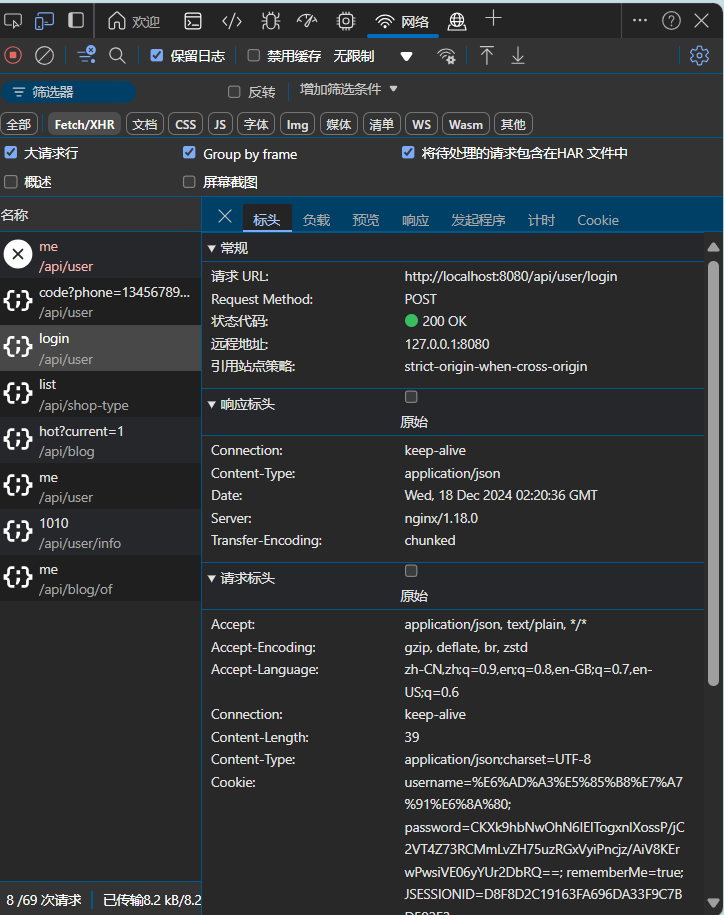 欢迎
网络
保留日志
禁用缓存
无限制
筛选器
反转
增加筛选条件
全部
Fetch/XHR
文档
CSS
JS
字体
Img
媒体
清单
WS
Wasm
其他
大请求行
Group by frame
将待处理的请求包含在HAR 文件中
概述
屏幕截图
名称
标头
负载
预览
响应
发起程序
计时
Cookie
me
/api/user
code?phone=13456789...
/api/user
login
/api/user
list
/api/shop-type
hot?current=1
/api/blog
me
/api/user
1010
/api/user/info
me
/api/blog/of
8 /69 次请求
已传输8.2 kB/8.2
常规
请求 URL: http://localhost:8080/api/user/login
Request Method: POST
状态代码: 200 OK
远程地址: 127.0.0.1:8080
引用站点策略: strict-origin-when-cross-origin
响应标头
原始
Connection: keep-alive
Content-Type: application/json
Date: Wed, 18 Dec 2024 02:20:36 GMT
Server: nginx/1.18.0
Transfer-Encoding: chunked
请求标头
原始
Accept: application/json, text/plain, */*
Accept-Encoding: gzip, deflate, br, zstd
Accept-Language: zh-CN,zh;q=0.9,en;q=0.8,en-GB;q=0.7,en-
US;q=0.6
Connection: keep-alive
Content-Length: 39
Content-Type: application/json;charset=UTF-8
Cookie: username=%E6%AD%A3%E5%85%B8%E7%A7
%91%E6%8A%80;
password=CKXk9hbNwOhN6IElTogxnlXossP/jC
2VT4Z73RCMmLvZH75uzRGxVyiPncjz/AiV8KEr
wPwsiVE06yYUr2DbRQ==; rememberMe=true;
JSESSIONID=D8F8D2C19163FA696DA33F9C7B